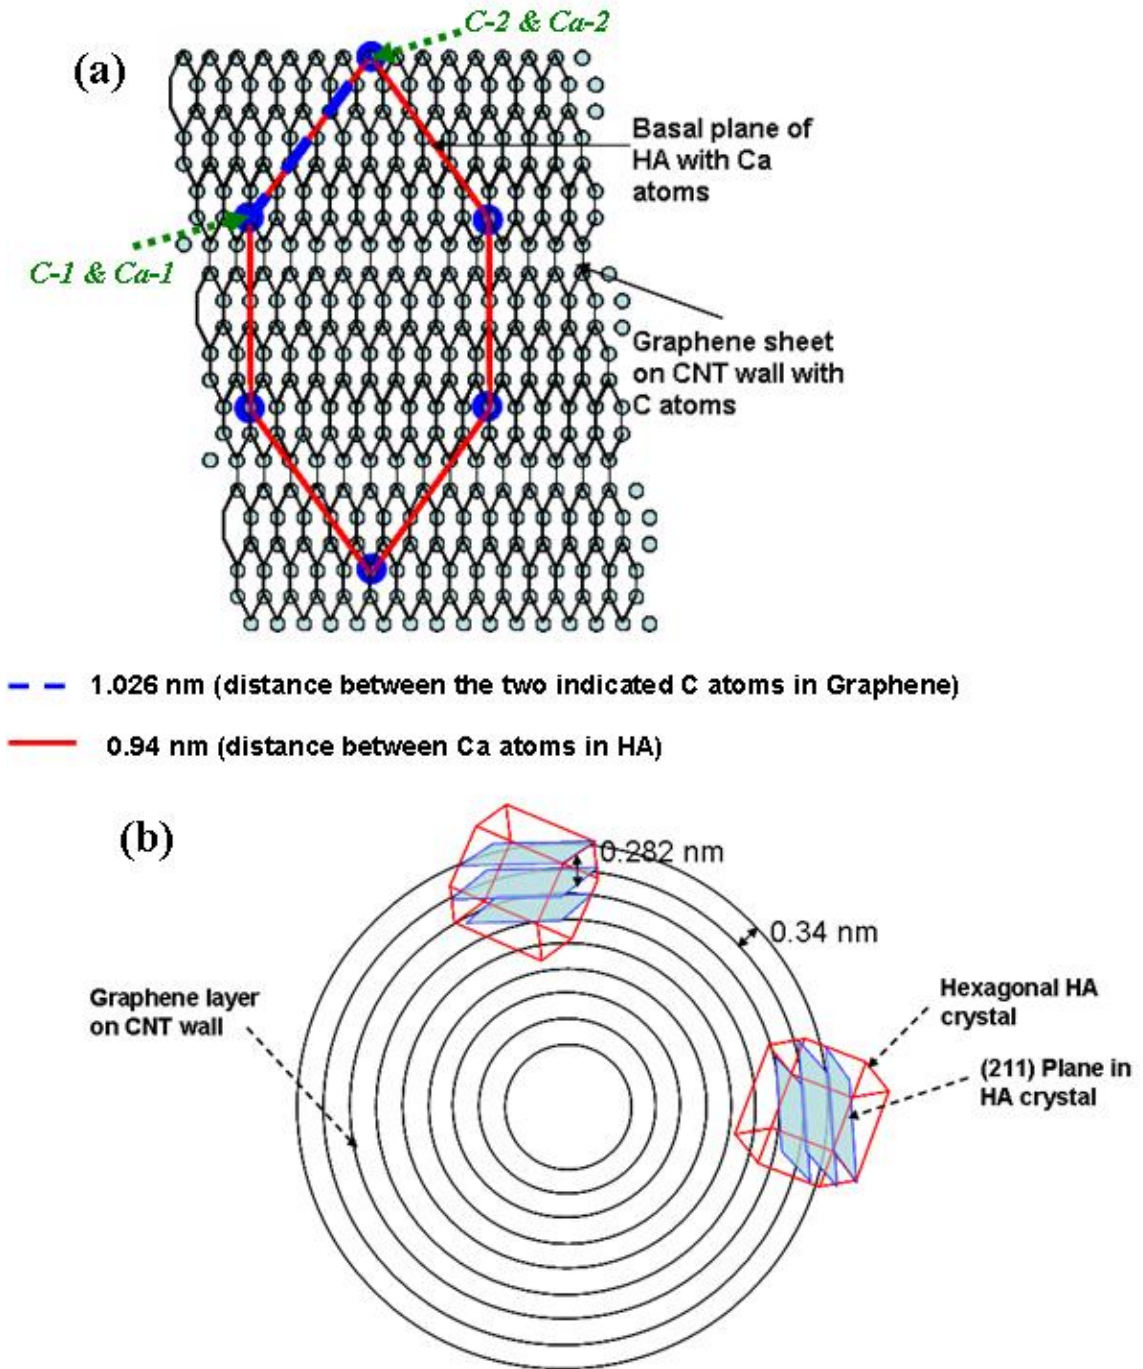 C-2 & Ca-2
(a)
Basal plane of
HA with Ca
atoms
C-1 & Ca-1
Graphene sheet
on CNT wall with
C atoms
1.026 nm (distance between the two indicated C atoms in Graphene)
0.94 nm (distance between Ca atoms in HA)
(b)
0.282 nm
0.34 nm
Graphene layer
on CNT wall
Hexagonal HA
crystal
(211) Plane in
HA crystal